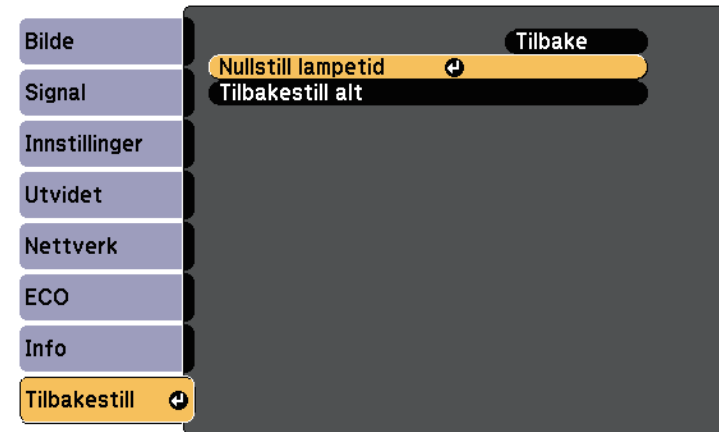 Bilde
Signal
Innstillinger
Utvidet
Nettverk
ECO
Info
Tilbakestill
Tilbake
Nullstill lampetid
Tilbakestill alt